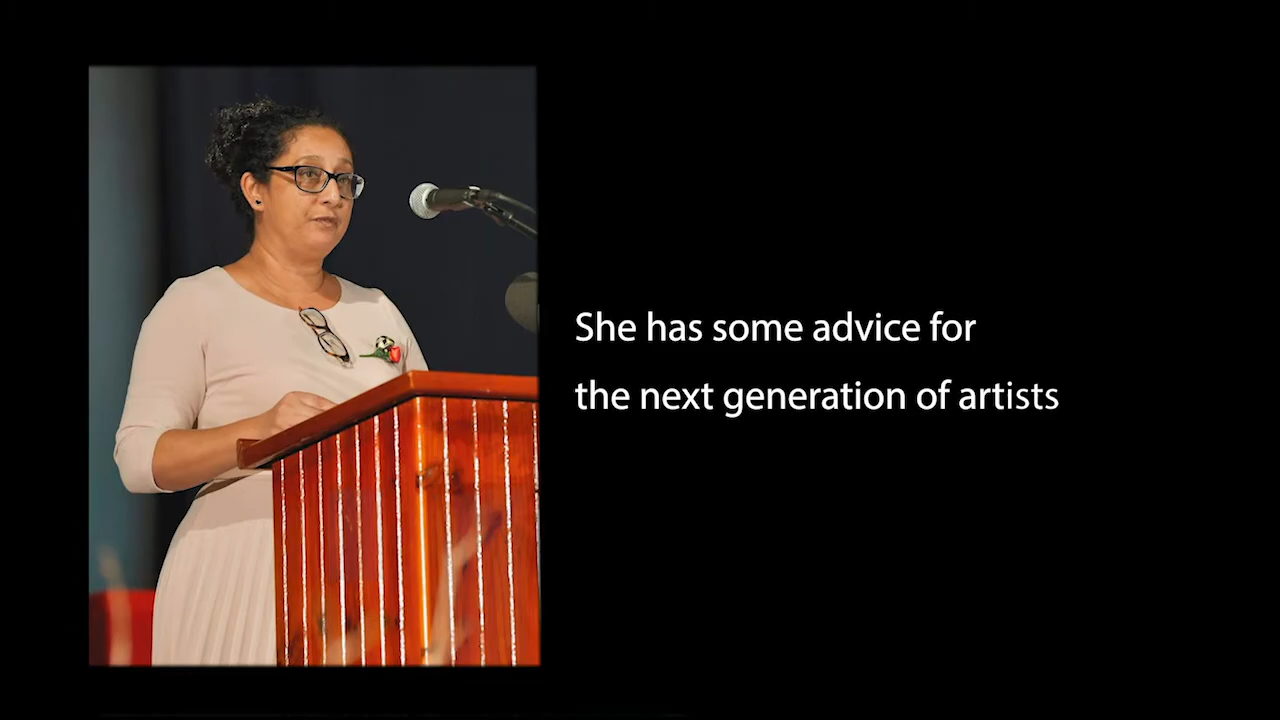 She has some advice for
the next generation of artists